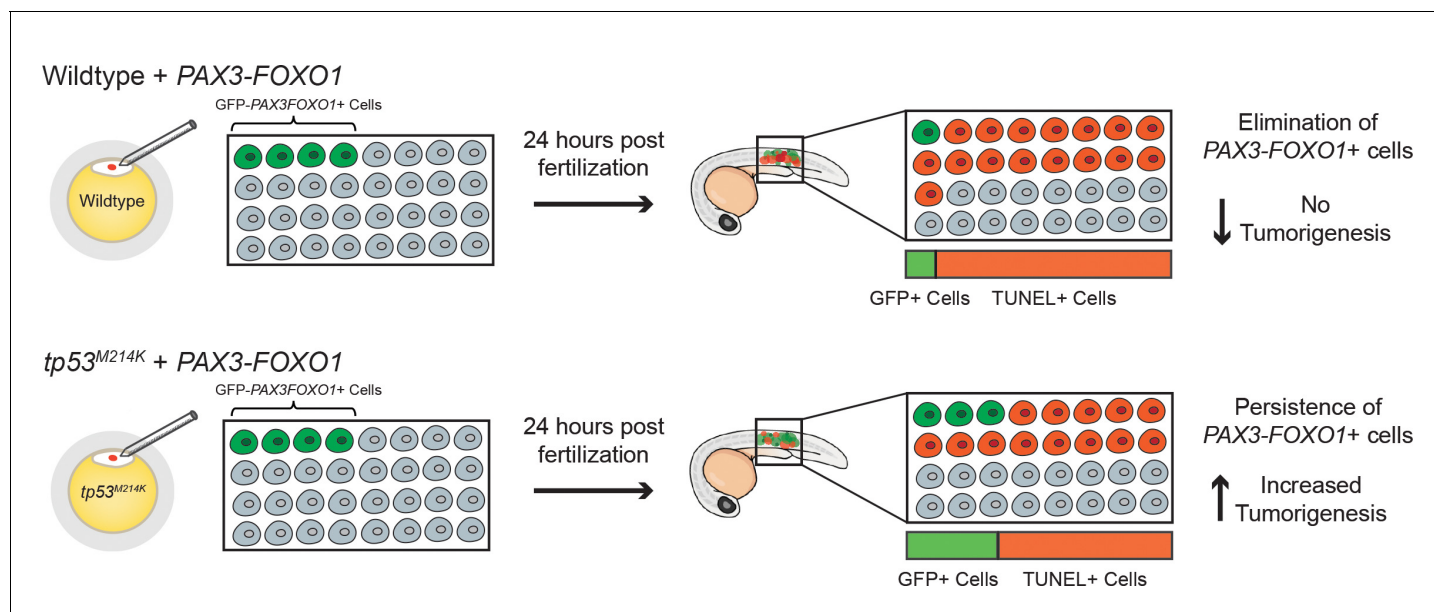 Wildtype + PAX3-FOXO1
GFP-PAX3FOXO1+ Cells
Wildtype
24 hours post
fertilization
GFP+ Cells
TUNEL+ Cells
Elimination of
PAX3-FOXO1+ cells
No
Tumorigenesis
tp53M214K + PAX3-FOXO1
GFP-PAX3FOXO1+ Cells
tp53M214K
24 hours post
fertilization
GFP+ Cells
TUNEL+ Cells
Persistence of
PAX3-FOXO1+ cells
Increased
Tumorigenesis